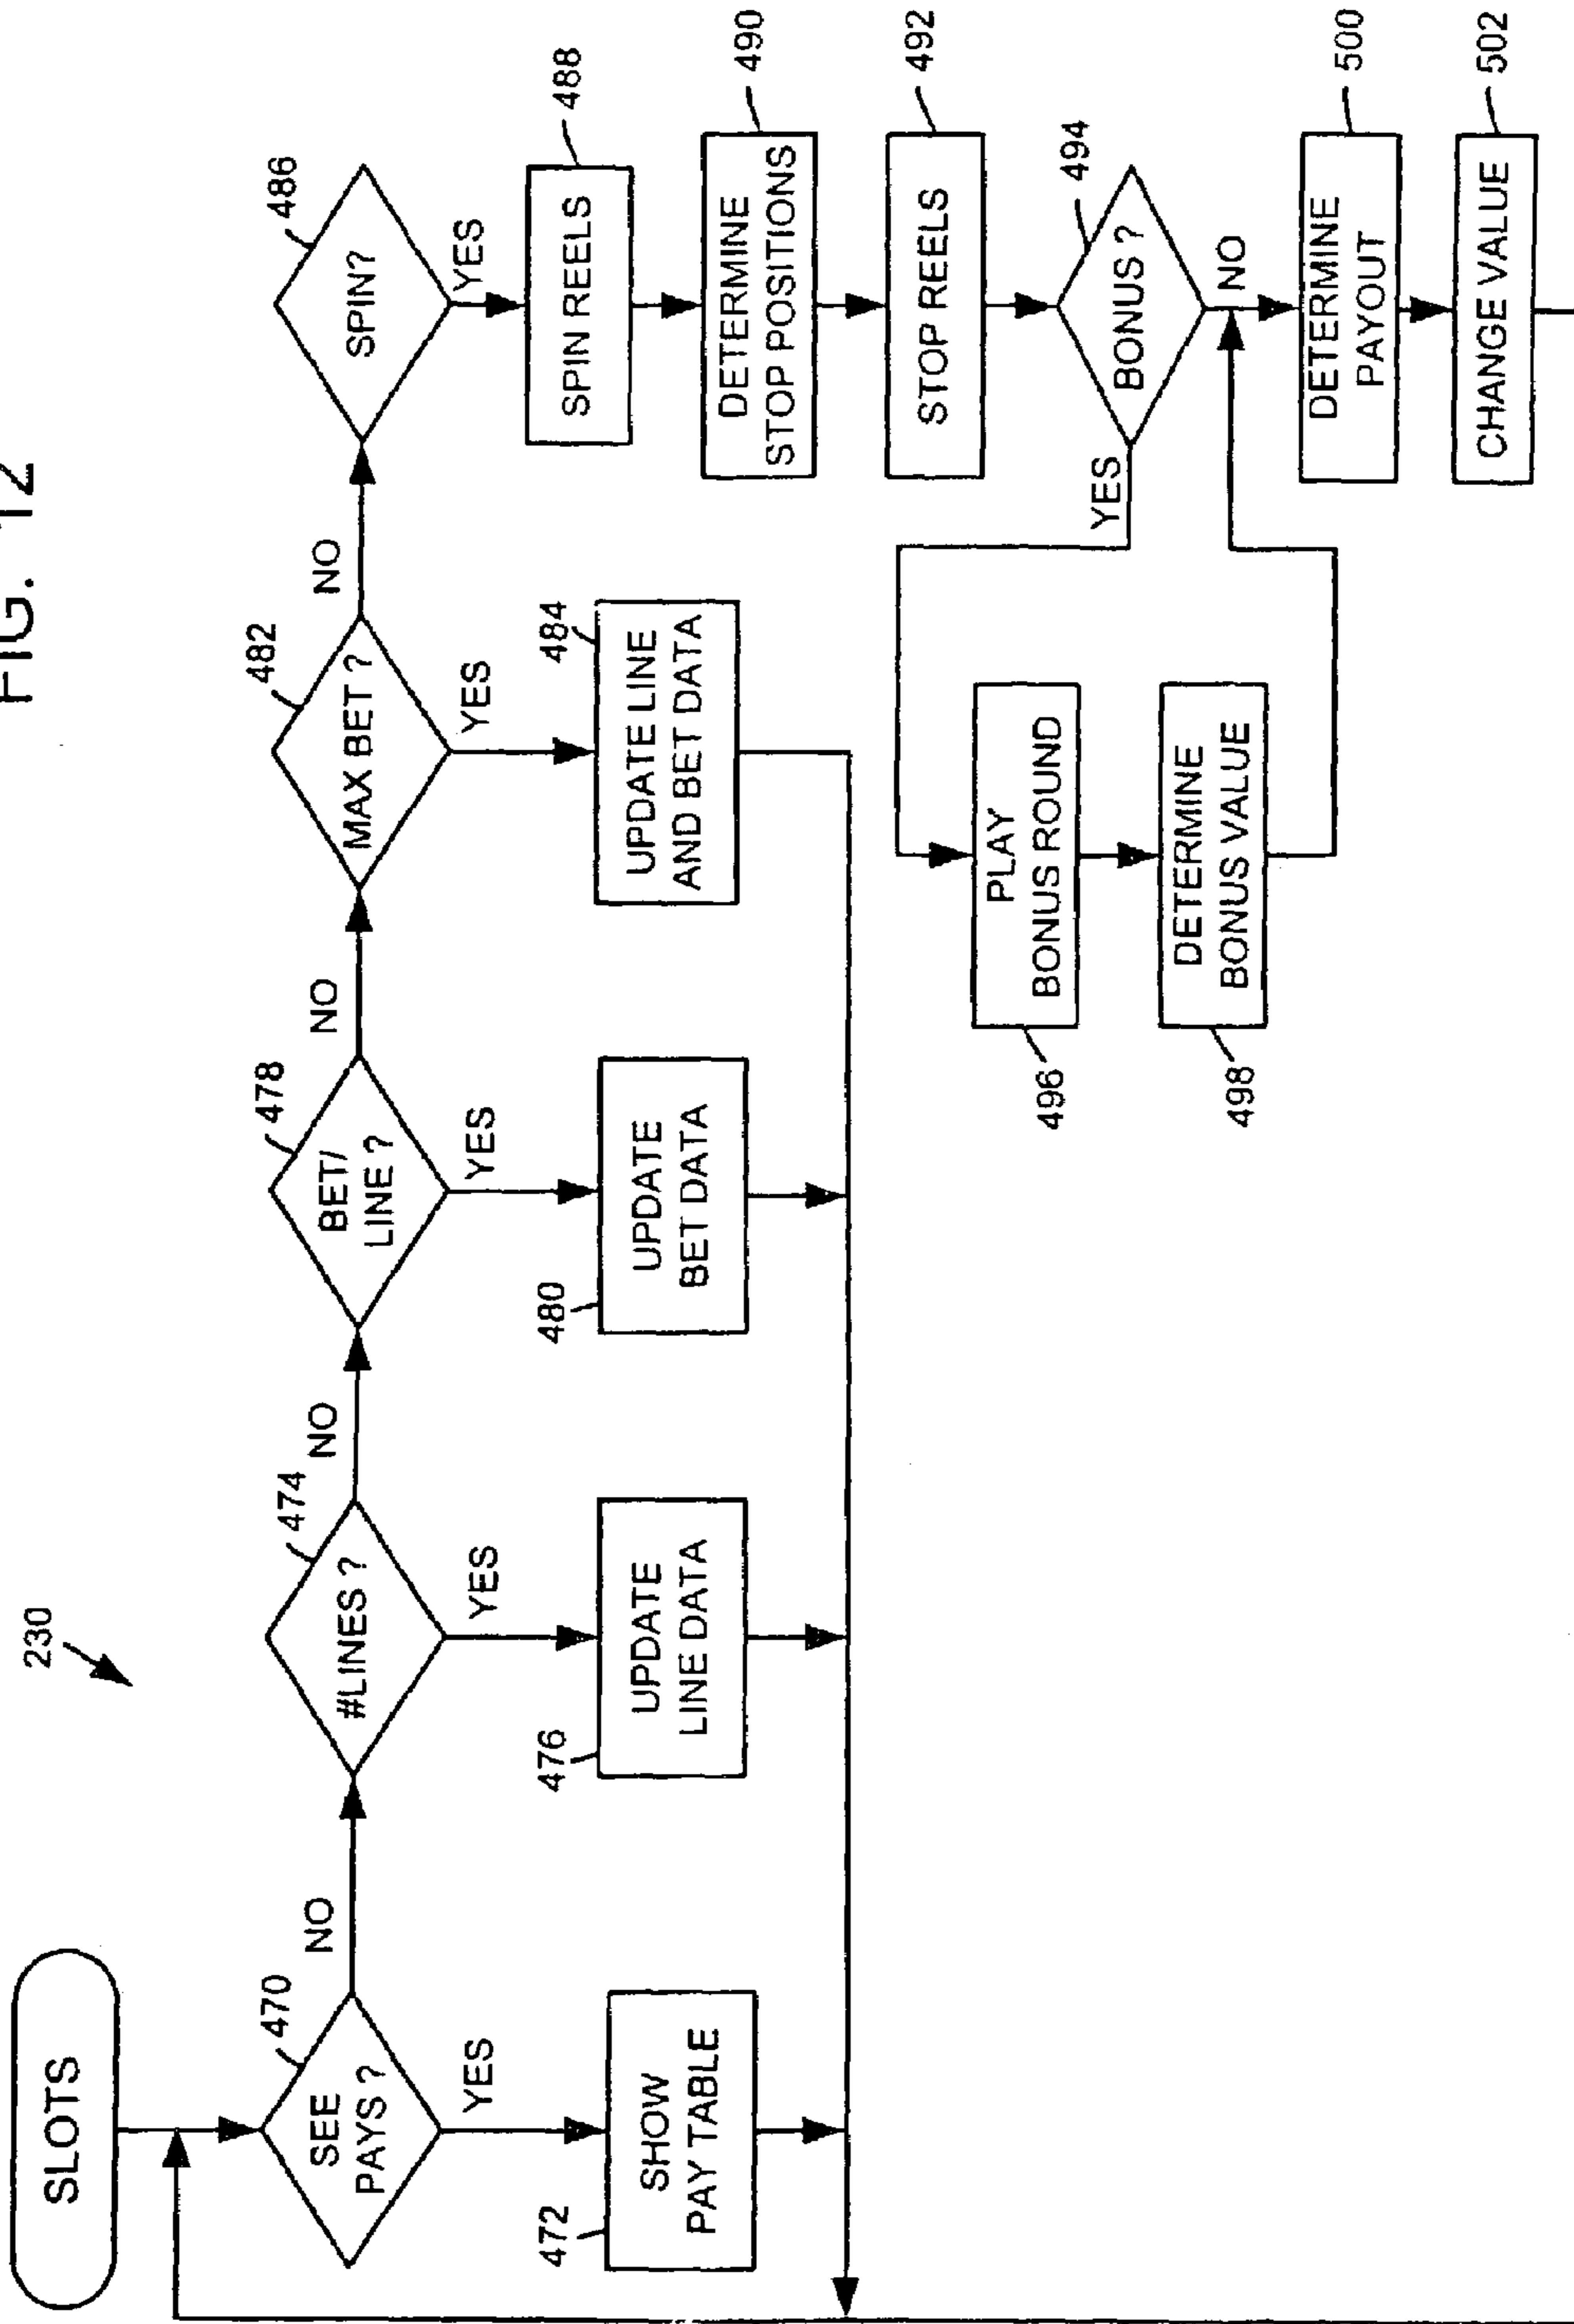 FIG. 12
230
SLOTS
470
SEE
PAYS ?
NO
YES
472
SHOW
PAY TABLE
474
#LINES ?
NO
YES
476
UPDATE
LINE DATA
478
BET/
LINE ?
NO
YES
480
UPDATE
BET DATA
482
MAX BET ?
NO
YES
484
UPDATE LINE
AND BET DATA
486
SPIN?
YES
488
SPIN REELS
490
DETERMINE
STOP POSITIONS
492
STOP REELS
494
BONUS ?
YES
NO
496
PLAY
BONUS ROUND
498
DETERMINE
BONUS VALUE
500
DETERMINE
PAYOUT
502
CHANGE VALUE